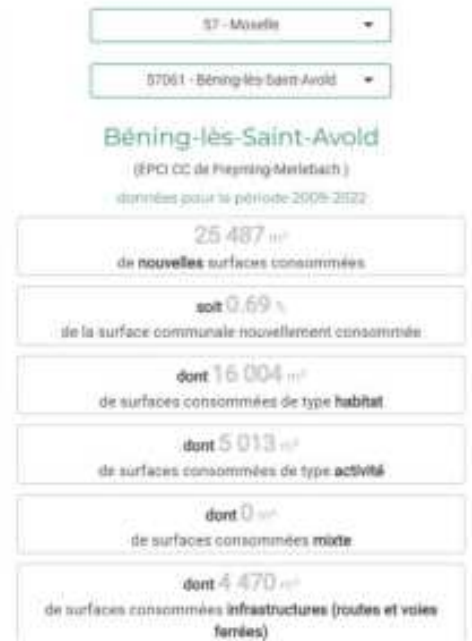 57 - Moselle
57061 - Béning-lès-Saint-Avold
Béning-lès-Saint-Avold
(EPCI CC de Freyming-Merlebach )
données pour la période 2009-2022
25 487 m²
de nouvelles surfaces consommées
soit 0.69 %
de la surface communale nouvellement consommée
dont 16 004 m²
de surfaces consommées de type habitat
dont 5 013 m²
de surfaces consommées de type activité
dont 0 m²
de surfaces consommées mixte
dont 4 470 m²
de surfaces consommées infrastructures (routes et voies
ferrées)